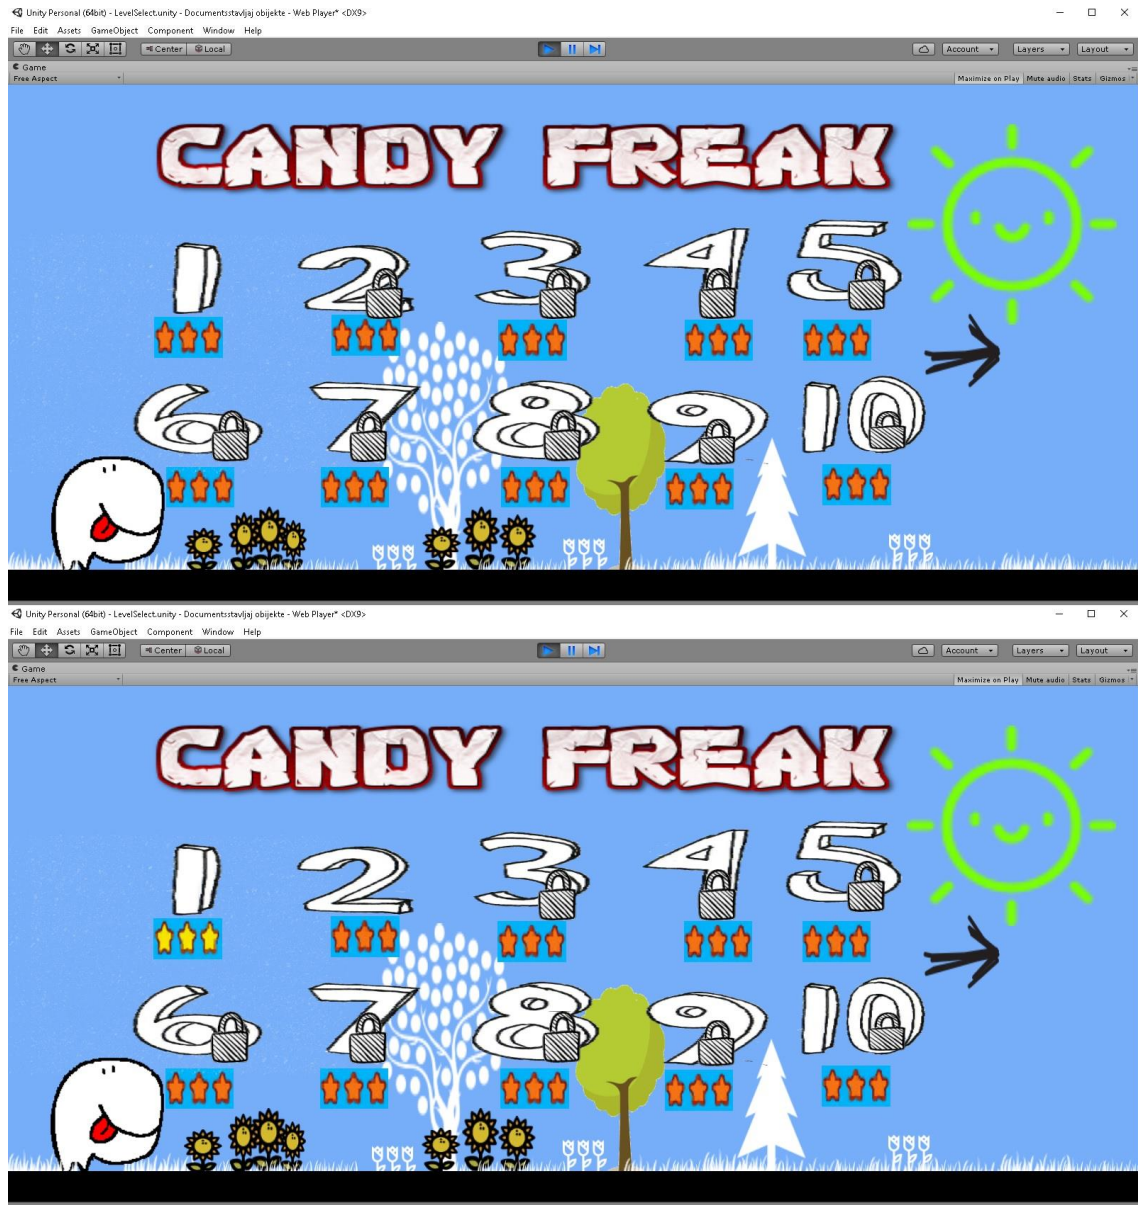 Unity Personal (64bit) - LevelSelect.unity - Documentsstavljaj obijekte - Web Player* <DX9>
File Edit Assets GameObject Component Window Help
Center Local Account Layers Layout
Game
Free Aspect Maximize on Play Mute audio Stats Gizmos
CANDY FREAK
1 2 3 4 5
6 7 8 9 10
Unity Personal (64bit) - LevelSelect.unity - Documentsstavljaj obijekte - Web Player* <DX9>
File Edit Assets GameObject Component Window Help
Center Local Account Layers Layout
Game
Free Aspect Maximize on Play Mute audio Stats Gizmos
CANDY FREAK
1 2 3 4 5
6 7 8 9 10